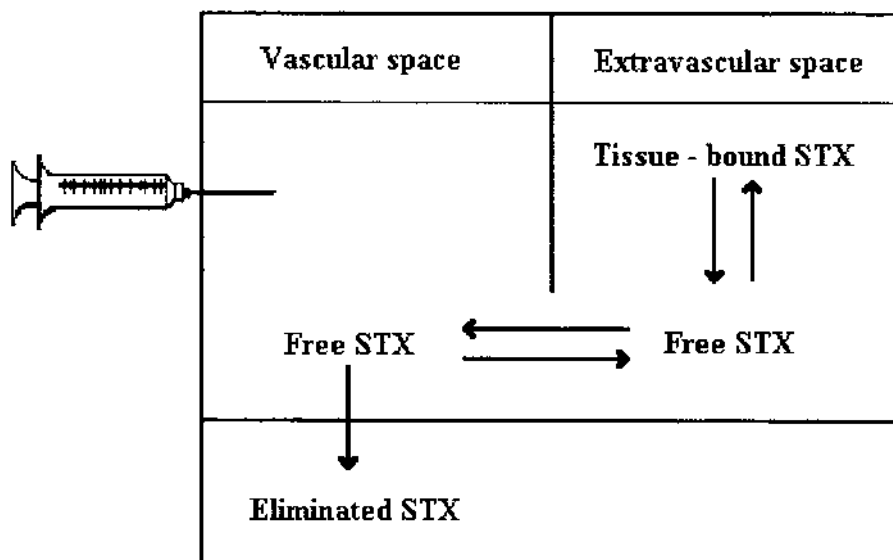 Vascular space
Extravascular space
Tissue - bound STX
Free STX
Free STX
Eliminated STX